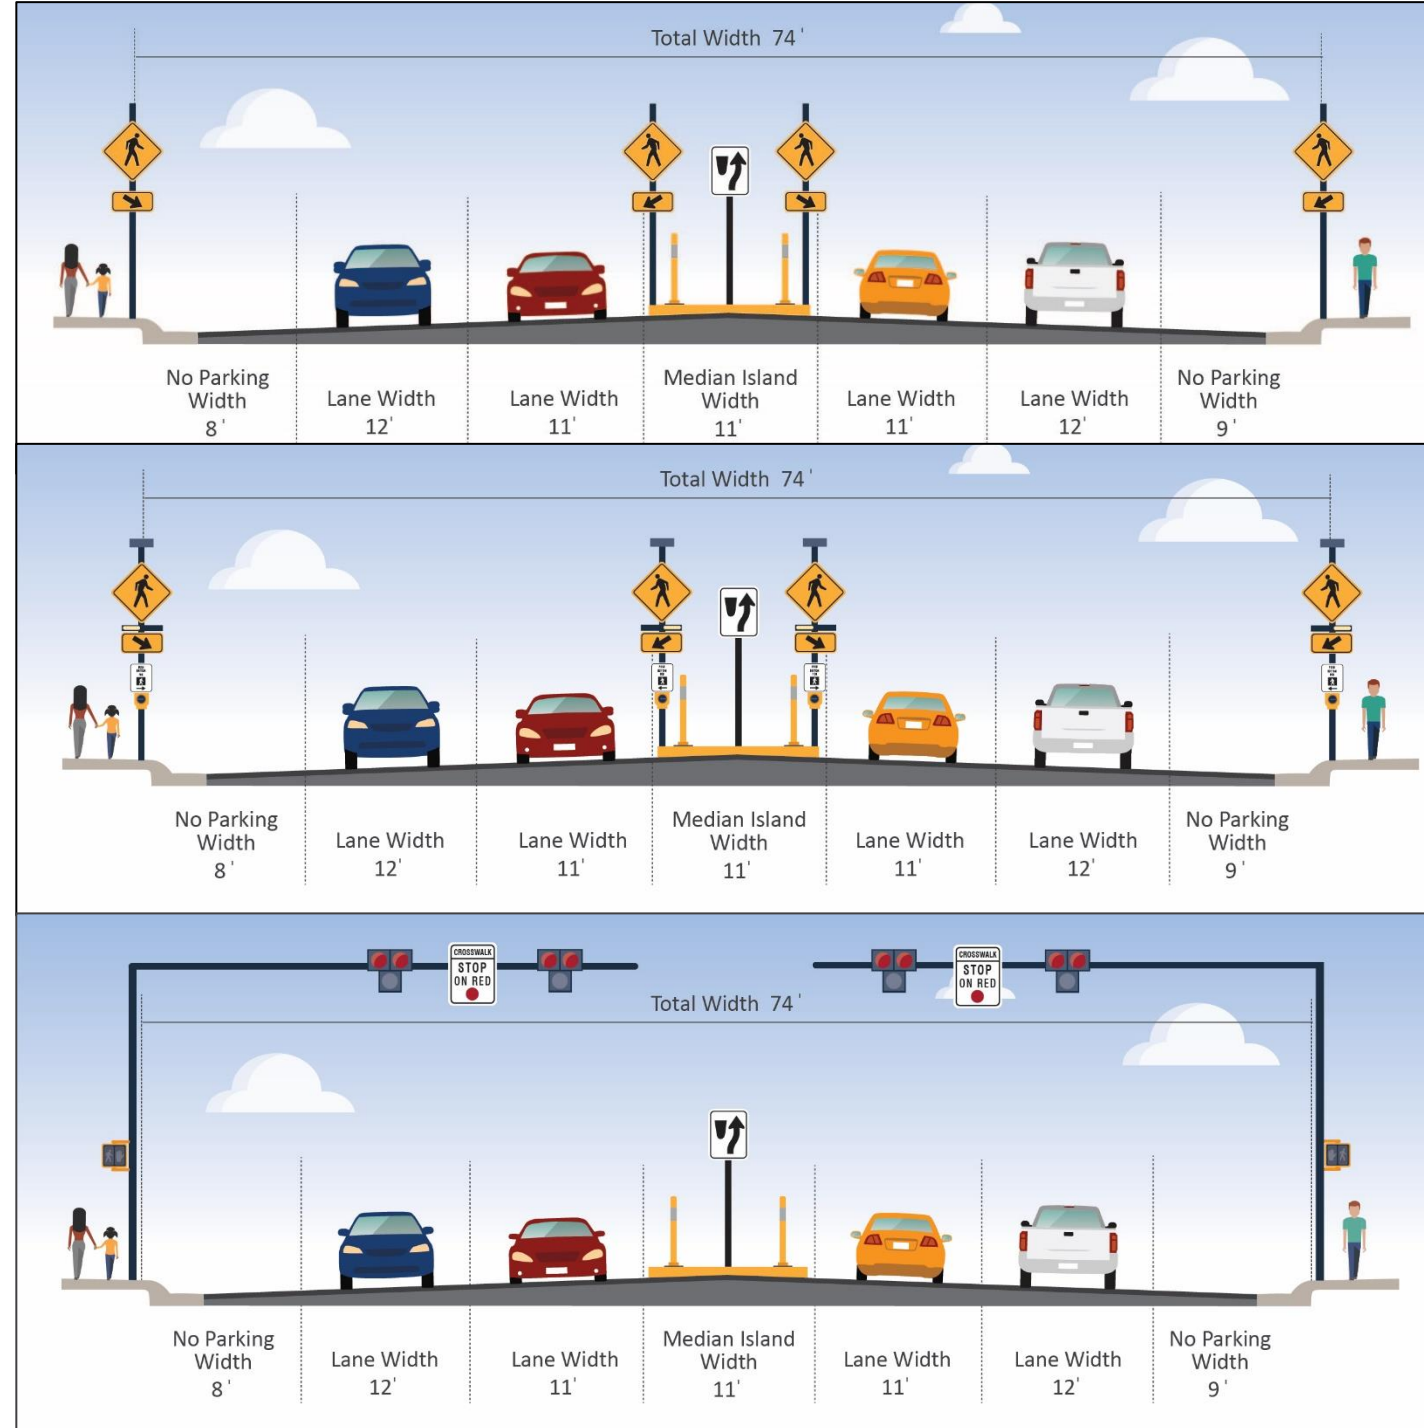 Total Width 74'
No Parking
Width
8'
Lane Width
12'
Lane Width
11'
Median Island
Width
11'
Lane Width
11'
Lane Width
12'
No Parking
Width
9'
Total Width 74'
No Parking
Width
8'
Lane Width
12'
Lane Width
11'
Median Island
Width
11'
Lane Width
11'
Lane Width
12'
No Parking
Width
9'
CROSSWALK
STOP
ON RED
CROSSWALK
STOP
ON RED
Total Width 74'
No Parking
Width
8'
Lane Width
12'
Lane Width
11'
Median Island
Width
11'
Lane Width
11'
Lane Width
12'
No Parking
Width
9'